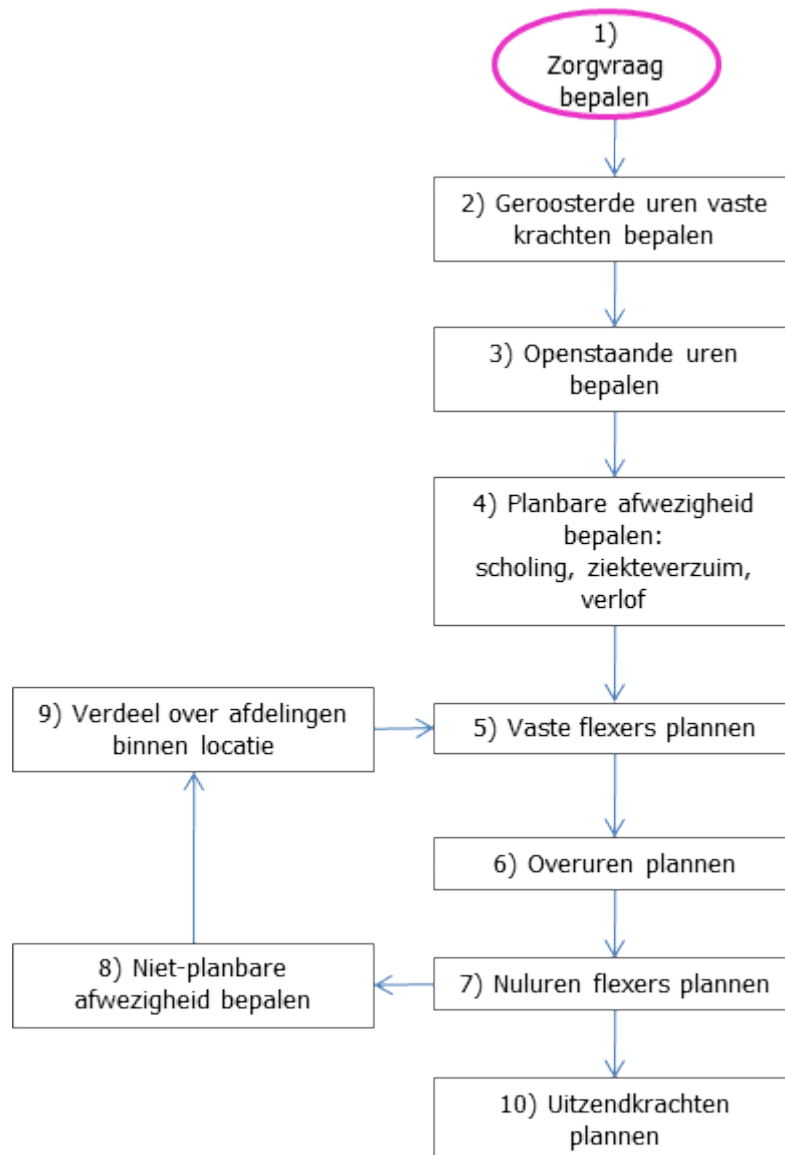 1)
Zorgvraag
bepalen
2) Geroosterde uren vaste
krachten bepalen
3) Openstaande uren
bepalen
4) Planbare afwezigheid
bepalen:
scholing, ziekteverzuim,
verlof
9) Verdeel over afdelingen
binnen locatie
5) Vaste flexers plannen
6) Overuren plannen
8) Niet-planbare
afwezigheid bepalen
7) Nuluren flexers plannen
10) Uitzendkrachten
plannen